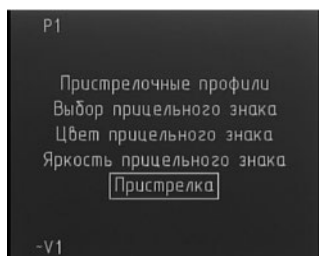 P1
Пристрелочные профили
Выбор прицельного знака
Цвет прицельного знака
Яркость прицельного знака
Пристрелка
-V1